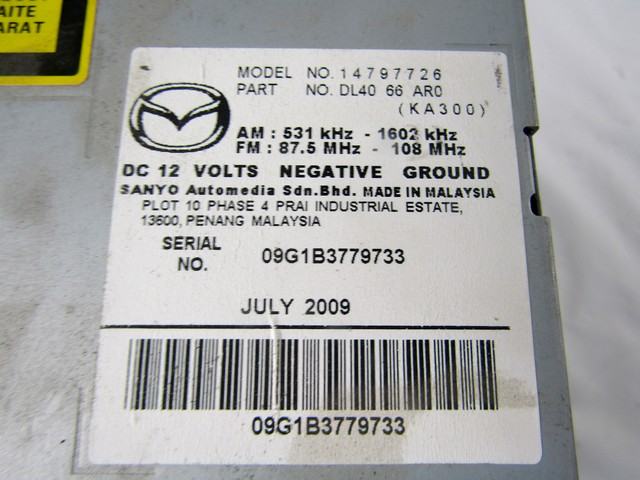 AITE
ARAT
MODEL NO. 14797726
PART NO. DL40 66 AR0
(KA300)
AM : 531 kHz - 1602 kHz
FM : 87.5 MHz - 108 MHz
DC 12 VOLTS NEGATIVE GROUND
SANYO Automedia Sdn.Bhd. MADE IN MALAYSIA
PLOT 10 PHASE 4 PRAI INDUSTRIAL ESTATE,
13600, PENANG MALAYSIA
SERIAL NO. 09G1B3779733
JULY 2009
09G1B3779733